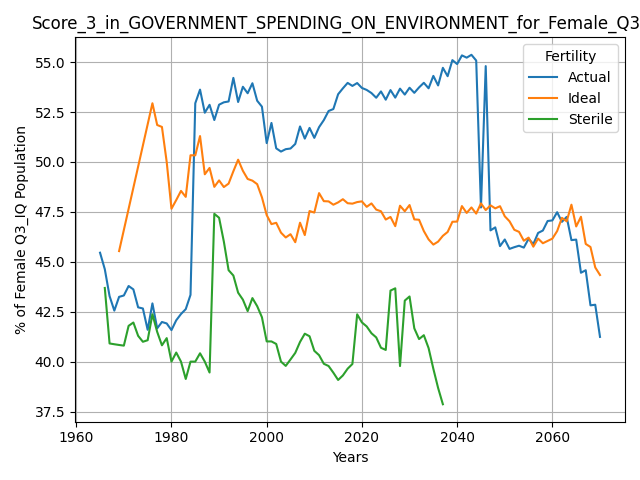 Score_3_in_GOVERNMENT_SPENDING_ON_ENVIRONMENT_for_Female_Q3
Fertility
Actual
Ideal
Sterile
55.0
52.5
50.0
47.5
45.0
42.5
40.0
37.5
% of Female Q3_IQ Population
1960 1980 2000 2020 2040 2060
Years